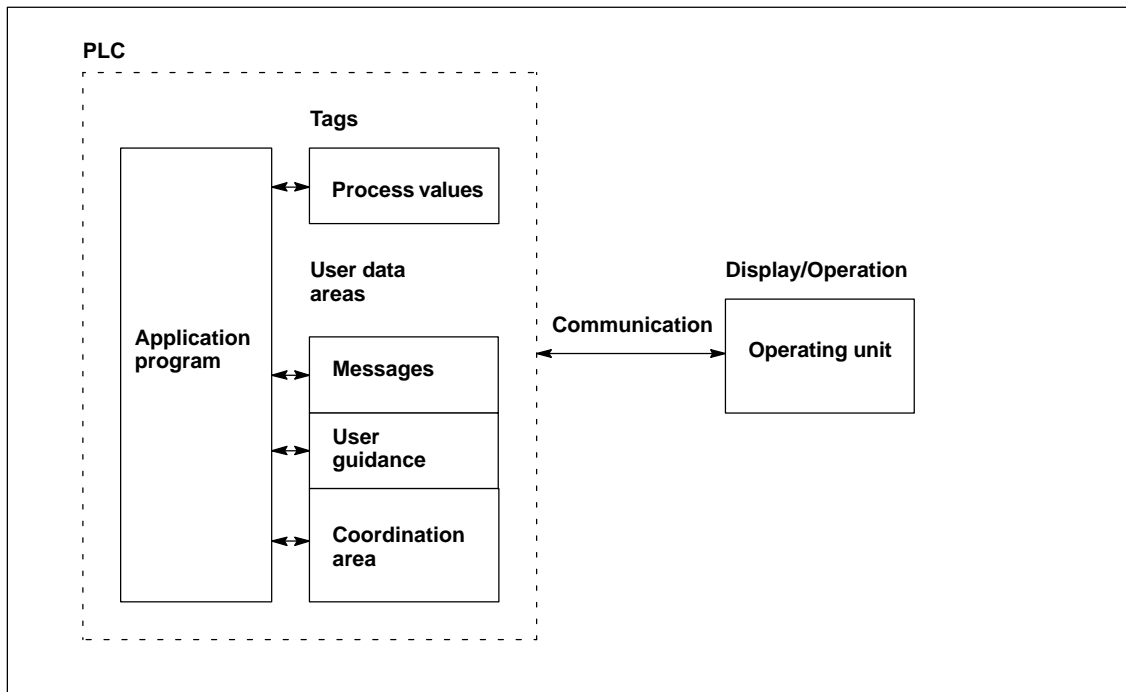 PLC
Tags
Process values
User data
areas
Application
program
Messages
User
guidance
Coordination
area
Communication
Display/Operation
Operating unit